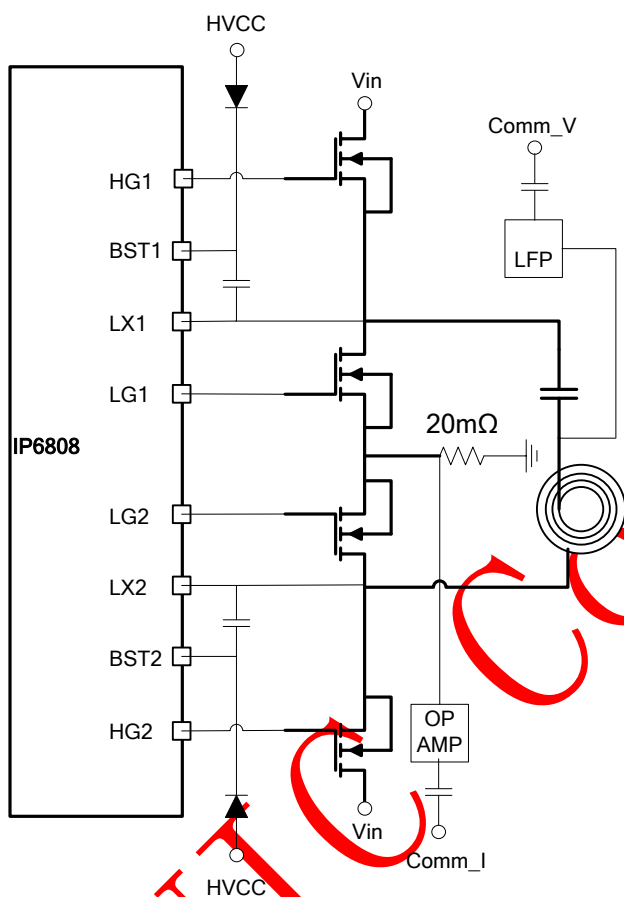 HVCC
Vin
Comm_V
HG1
BST1
LFP
LX1
LG1
20mΩ
IP6808
LG2
LX2
BST2
HG2
OP
AMP
Vin
Comm_I
HVCC